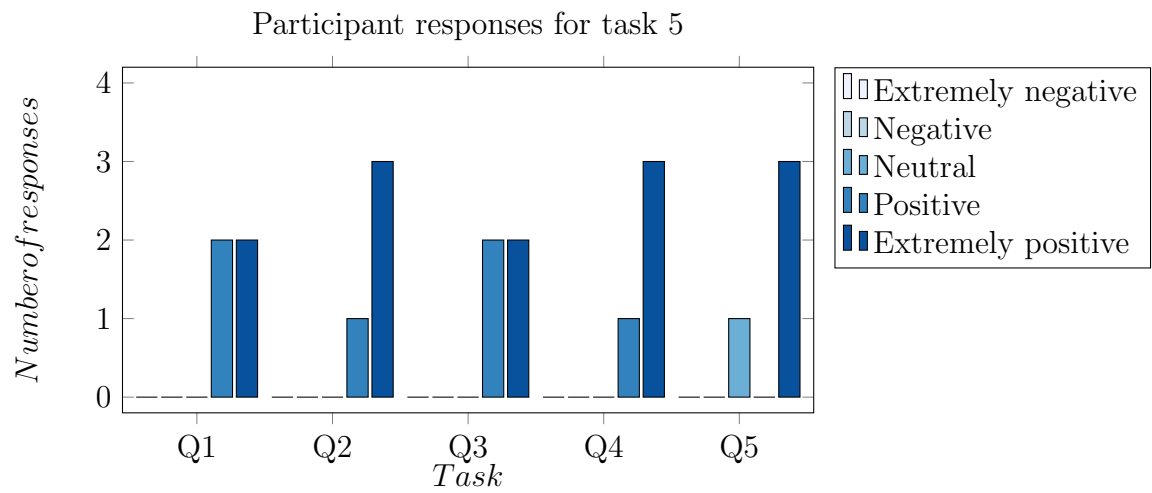 Participant responses for task 5
4
3
2
1
0
Numberofresponses
Q1 Q2 Q3 Q4 Q5
Task
Extremely negative
Negative
Neutral
Positive
Extremely positive